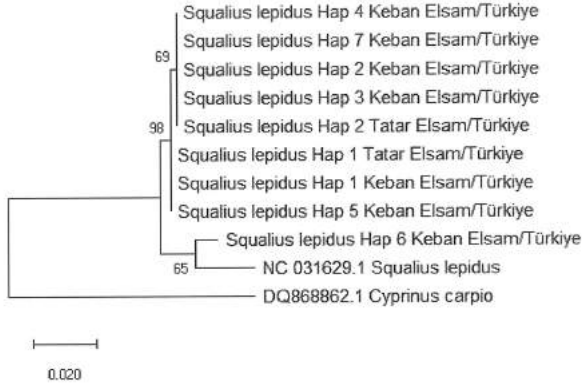 Squalius lepidus Hap 4 Keban Elsam/Türkiye
Squalius lepidus Hap 7 Keban Elsam/Türkiye
69
Squalius lepidus Hap 2 Keban Elsam/Türkiye
Squalius lepidus Hap 3 Keban Elsam/Türkiye
98
Squalius lepidus Hap 2 Tatar Elsam/Türkiye
Squalius lepidus Hap 1 Tatar Elsam/Türkiye
Squalius lepidus Hap 1 Keban Elsam/Türkiye
Squalius lepidus Hap 5 Keban Elsam/Türkiye
Squalius lepidus Hap 6 Keban Elsam/Türkiye
65
NC 031629.1 Squalius lepidus
DQ868862.1 Cyprinus carpio
0.020